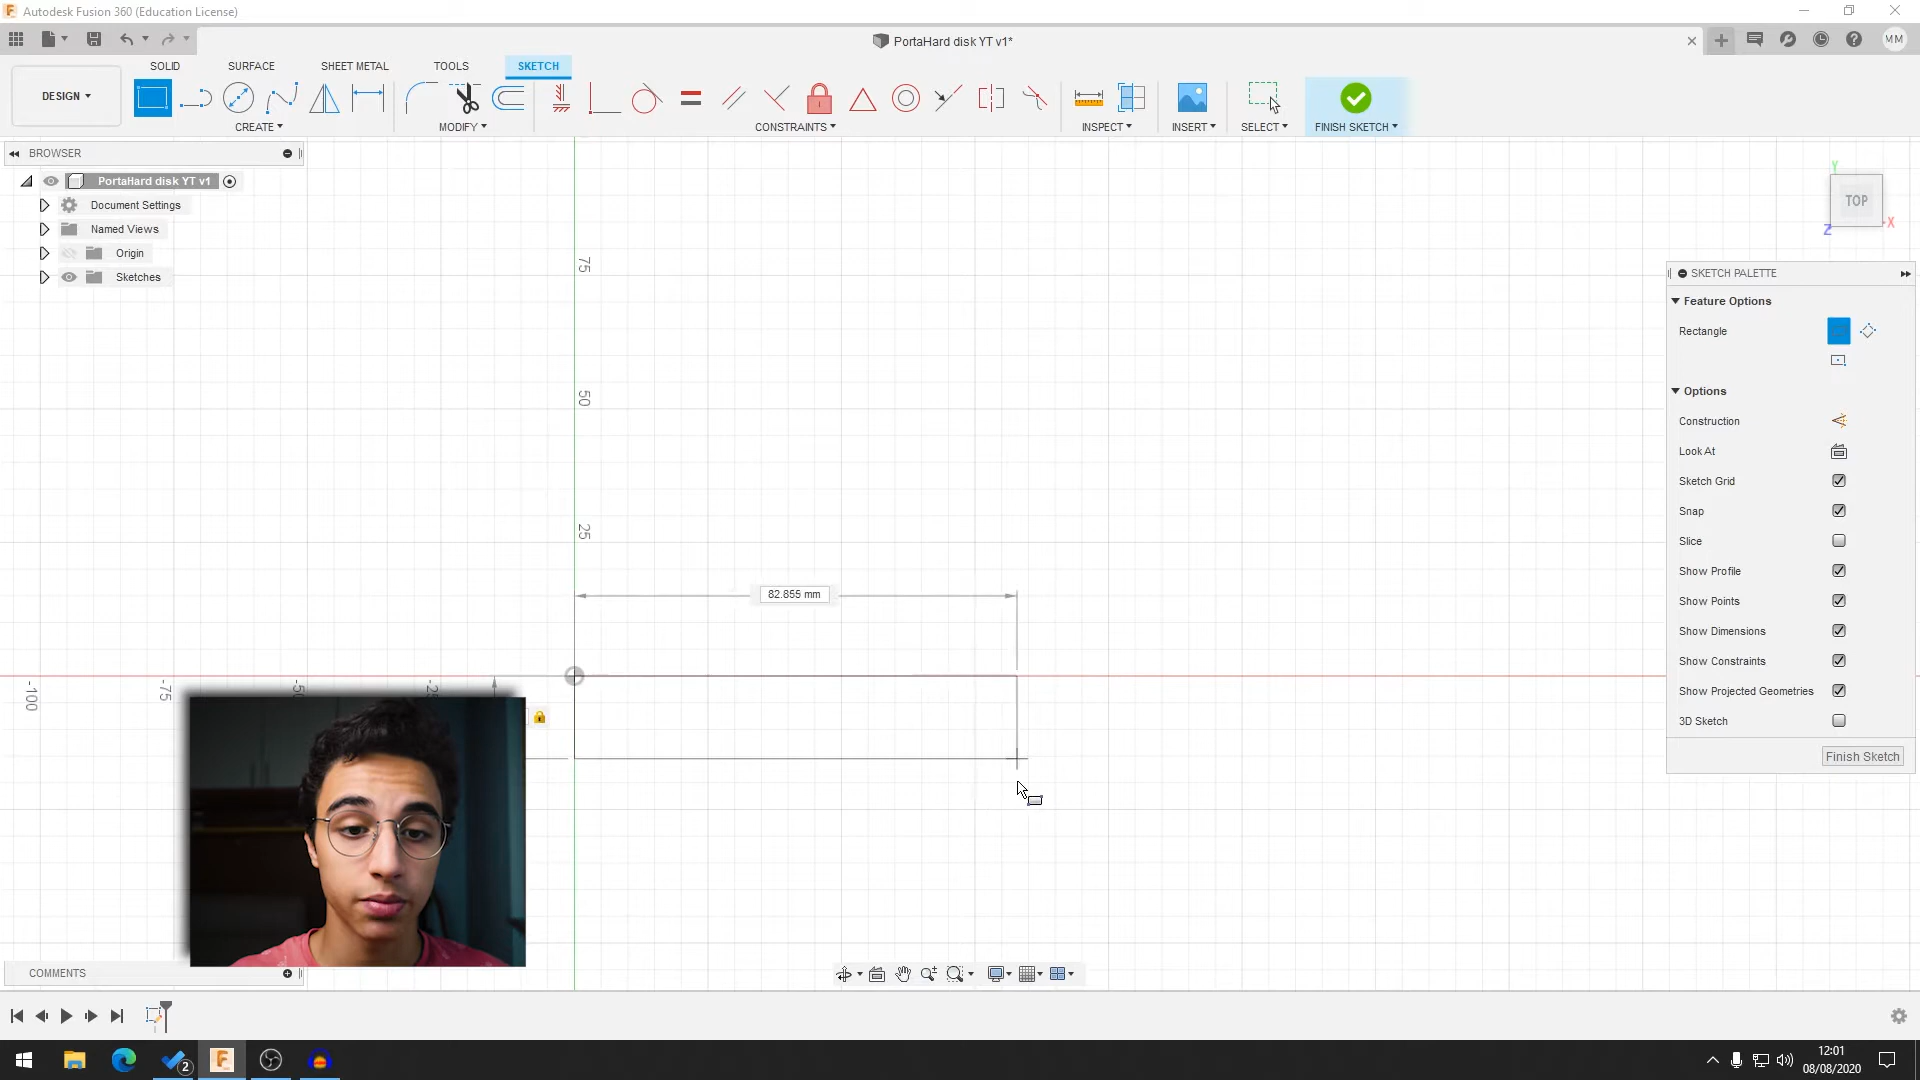 Autodesk Fusion 360 (Education License)
PortaHard disk YT v1*
MM
DESIGN
SOLID
SURFACE
SHEET METAL
TOOLS
SKETCH
CREATE
MODIFY
CONSTRAINTS
INSPECT
INSERT
SELECT
FINISH SKETCH
BROWSER
PortaHard disk YT v1
Document Settings
Named Views
Origin
Sketches
Y
TOP
X
Z
75
50
25
82.855 mm
-100
-75
-50
-25
SKETCH PALETTE
Feature Options
Rectangle
Options
Construction
Look At
Sketch Grid
Snap
Slice
Show Profile
Show Points
Show Dimensions
Show Constraints
Show Projected Geometries
3D Sketch
Finish Sketch
COMMENTS
2
12:01
08/08/2020